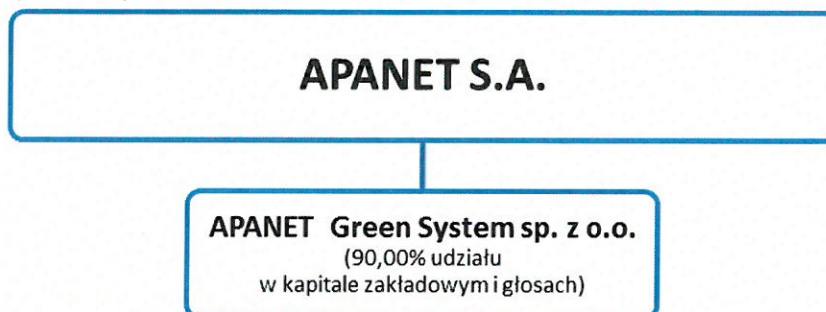 APANET S.A.
APANET Green System sp. z o.o.
(90,00% udziału
w kapitale zakładowym i głosach)